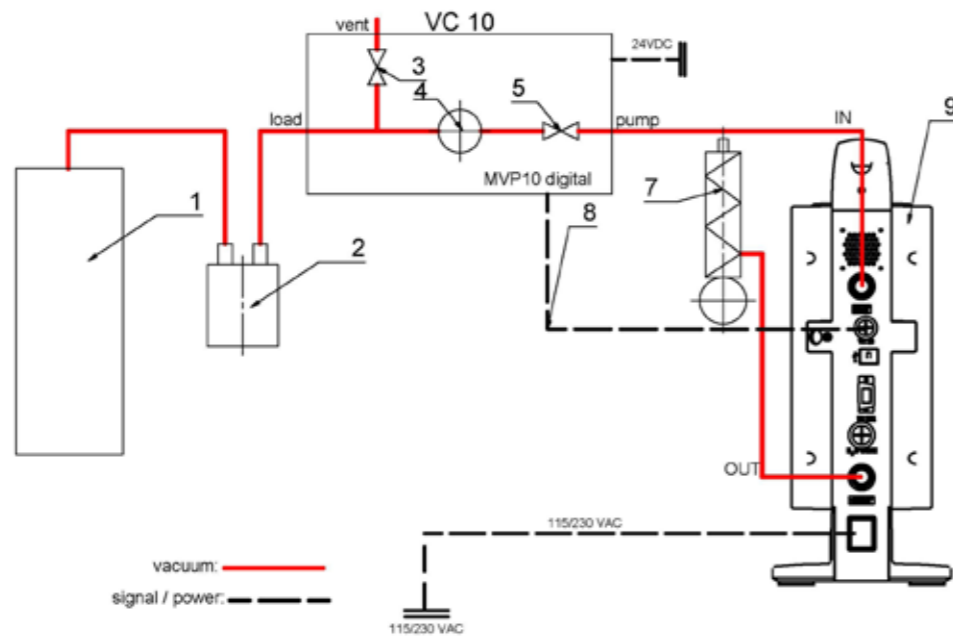 vent
VC 10
24VDC
3
4
5
load
pump
IN
9
MVP10 digital
1
7
8
2
OUT
115/230 VAC
vacuum:
signal / power:
115/230 VAC